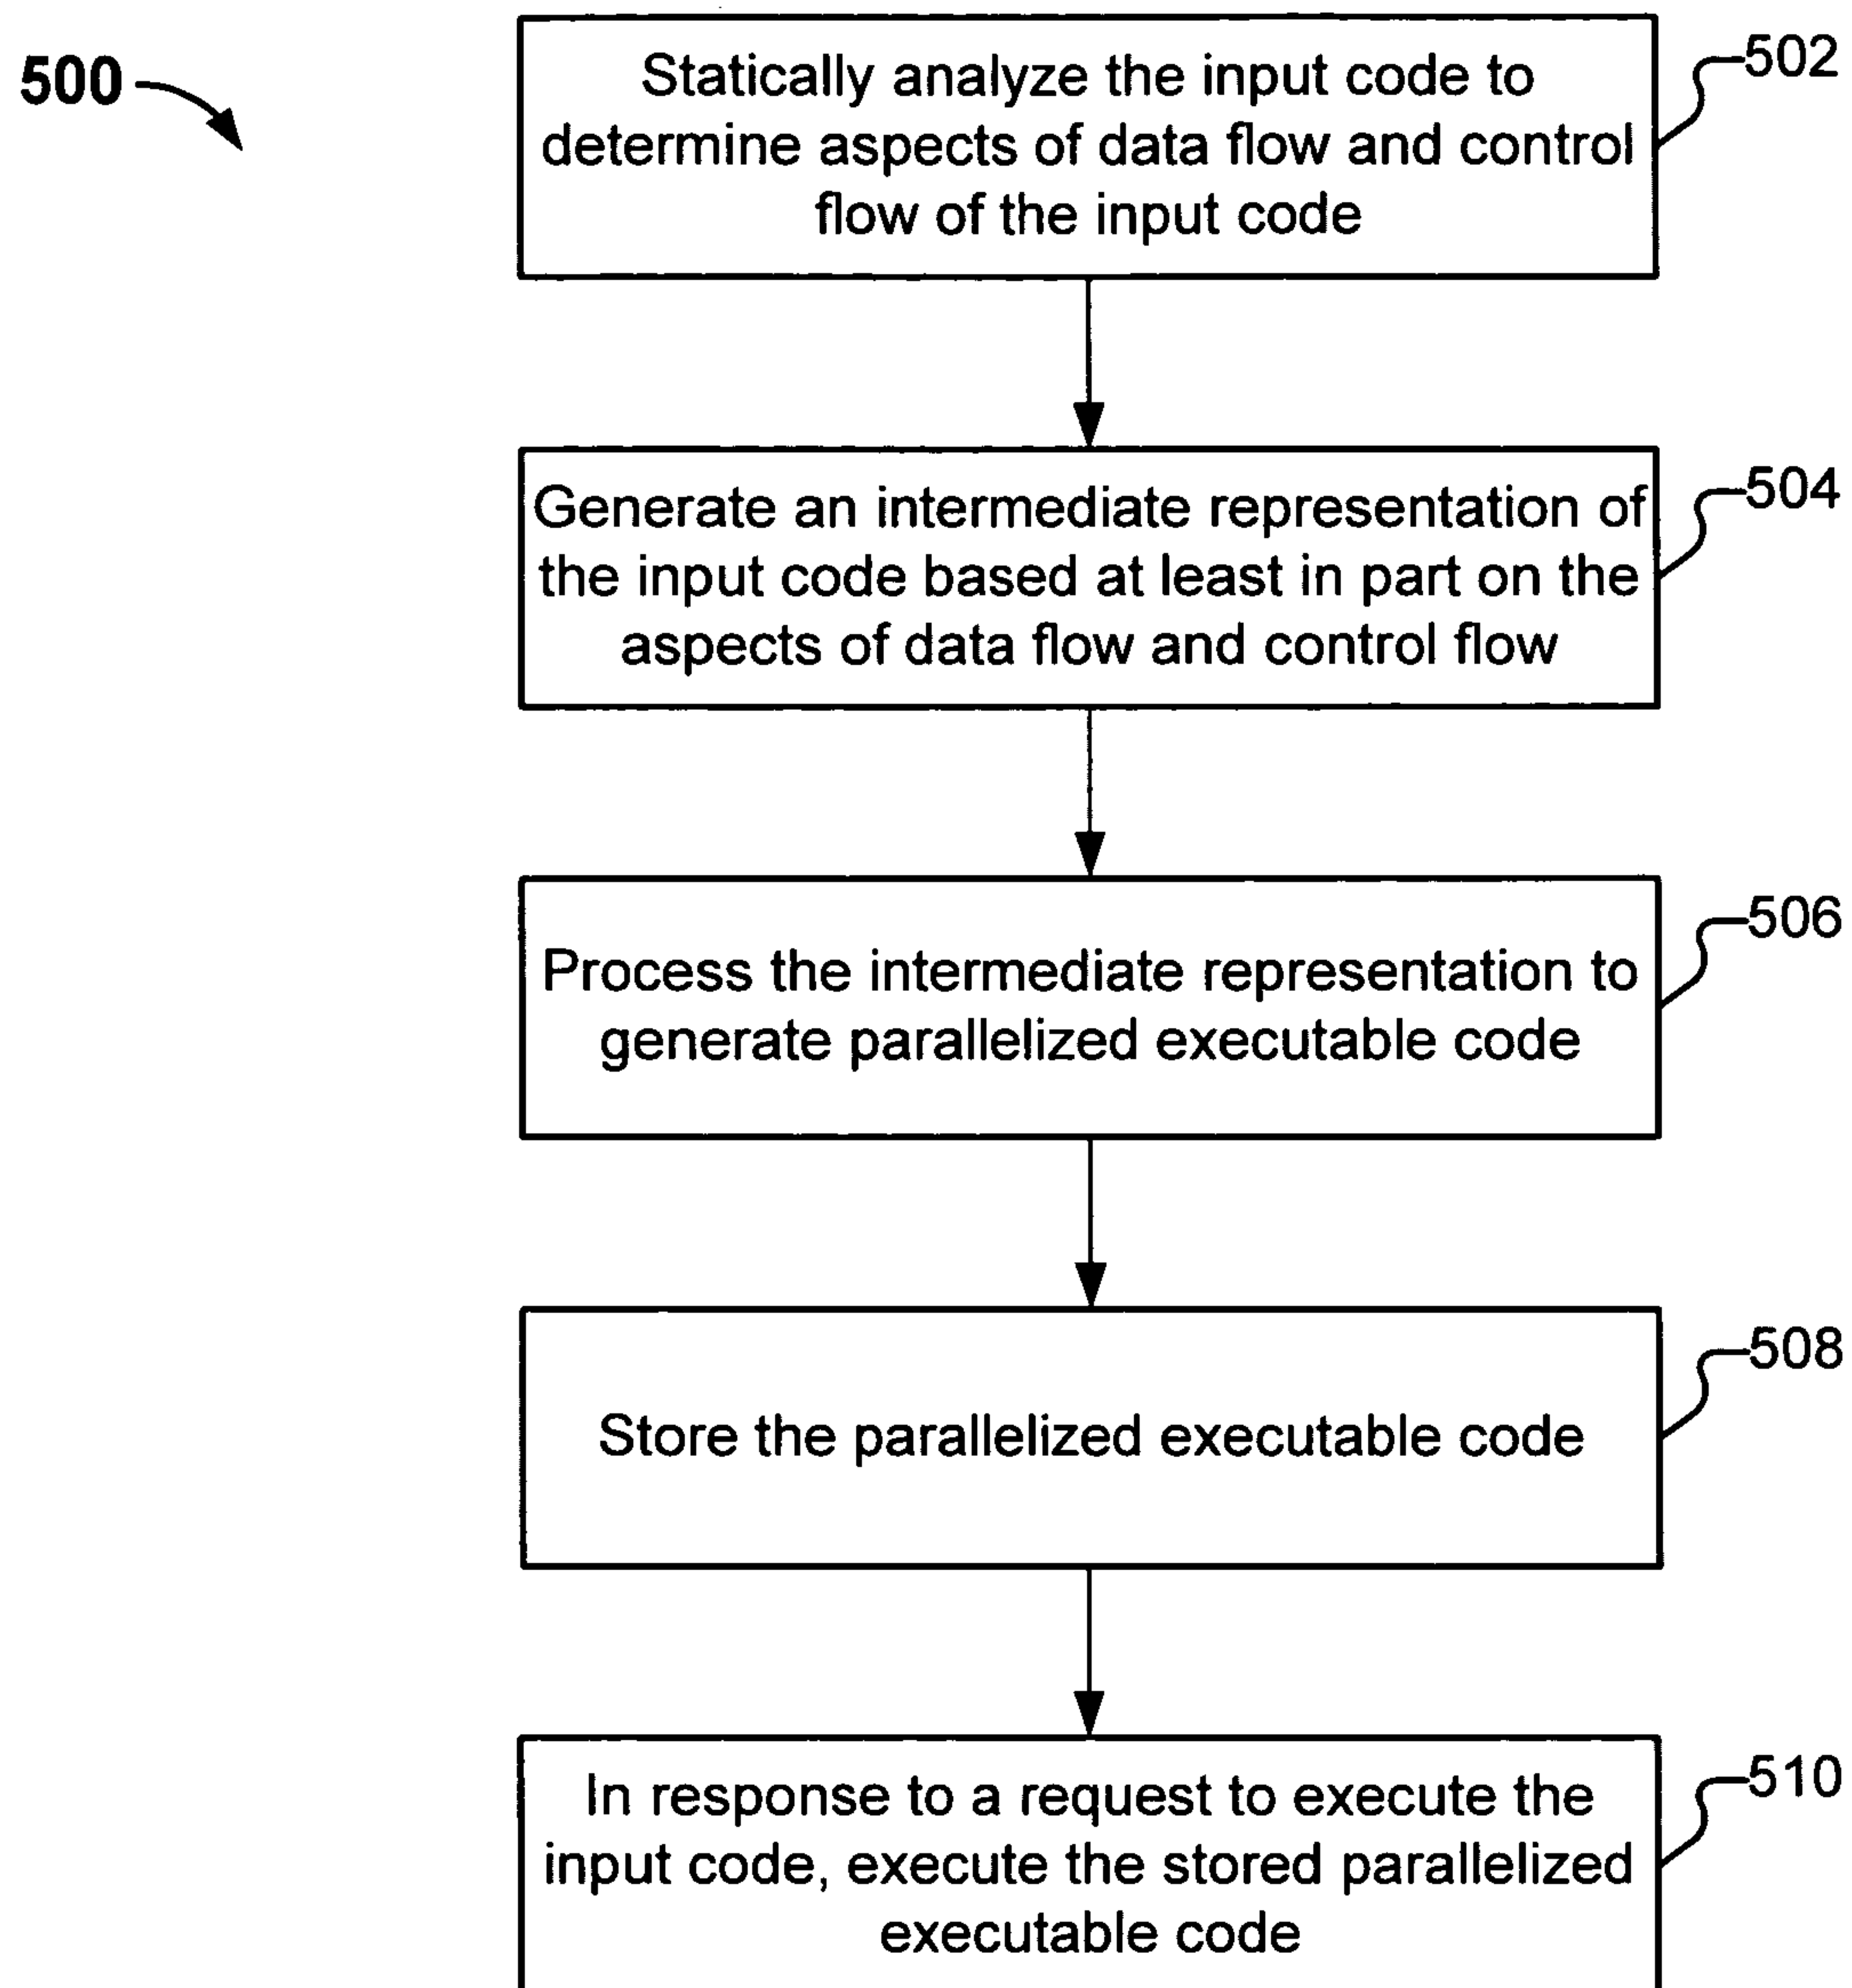 500
Statically analyze the input code to
determine aspects of data flow and control
flow of the input code
502
Generate an intermediate representation of
the input code based at least in part on the
aspects of data flow and control flow
504
Process the intermediate representation to
generate parallelized executable code
506
Store the parallelized executable code
508
In response to a request to execute the
input code, execute the stored parallelized
executable code
510